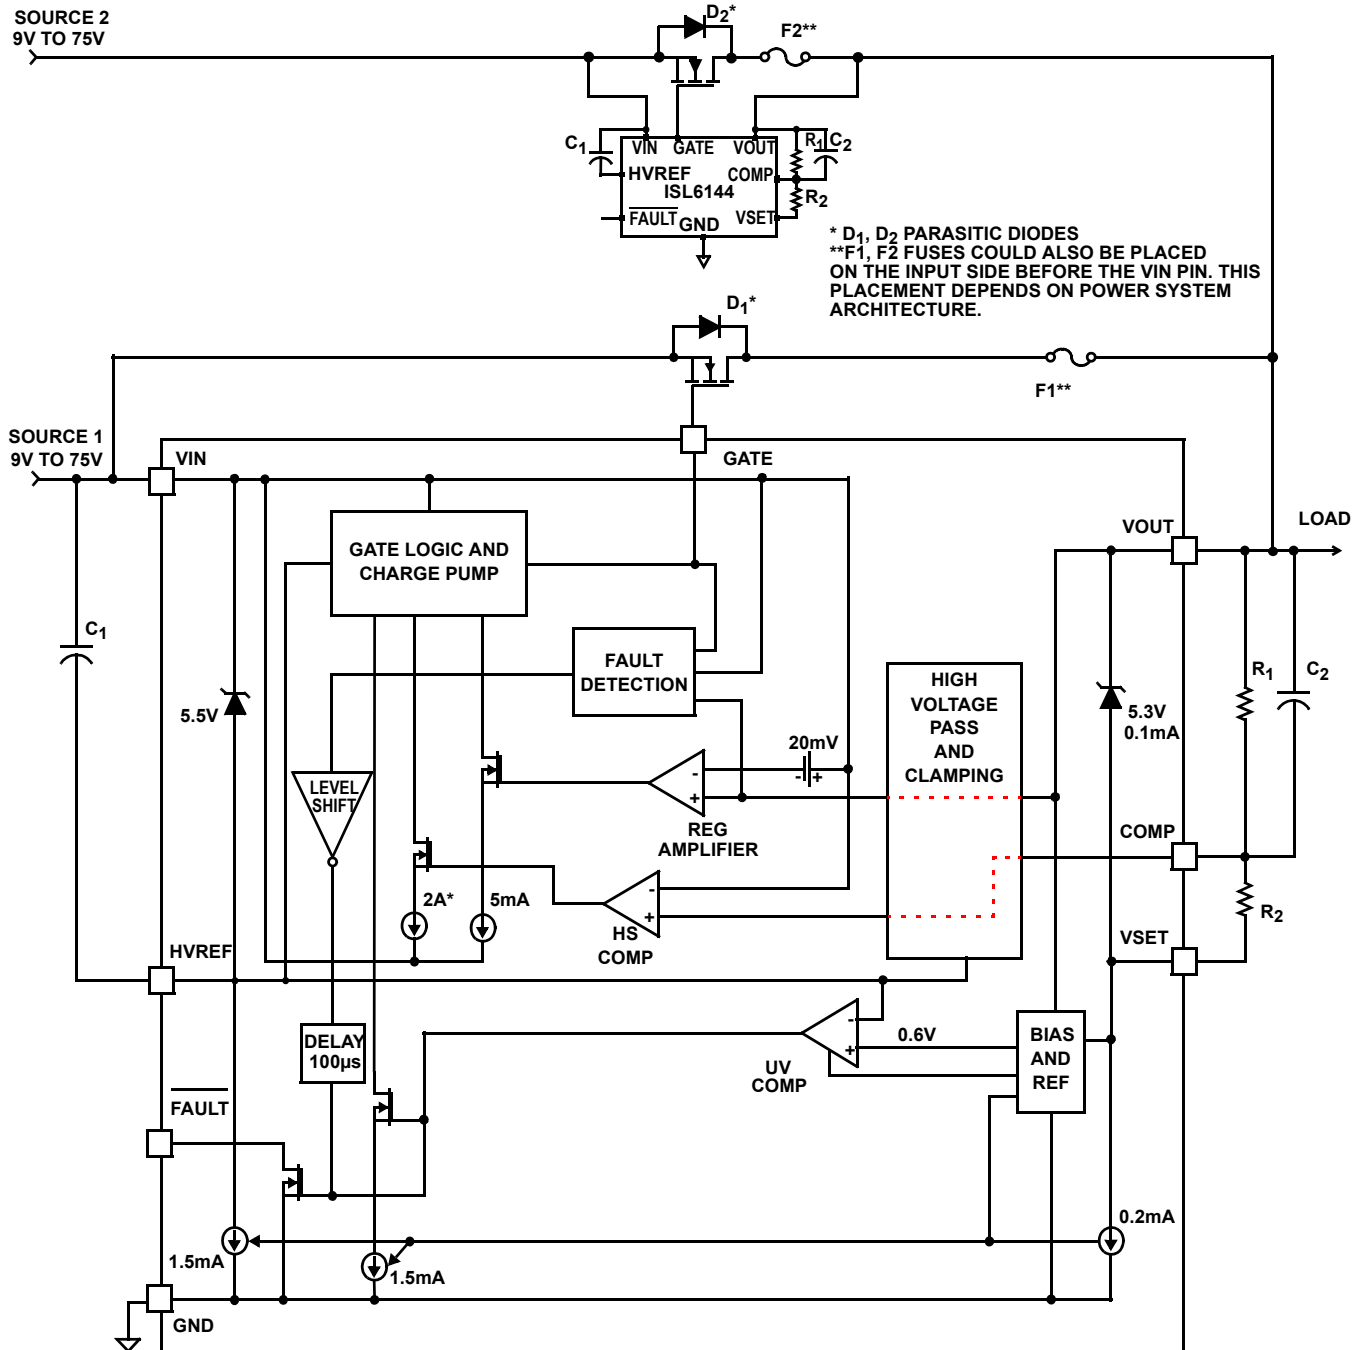 SOURCE 2
9V TO 75V
D2*
F2**
C1
VIN GATE VOUT
R1
C2
HVREF
COMP
ISL6144
R2
FAULT
GND
VSET
* D1, D2 PARASITIC DIODES
**F1, F2 FUSES COULD ALSO BE PLACED
ON THE INPUT SIDE BEFORE THE VIN PIN. THIS
PLACEMENT DEPENDS ON POWER SYSTEM
ARCHITECTURE.
D1*
F1**
SOURCE 1
9V TO 75V
VIN
GATE
VOUT
LOAD
GATE LOGIC AND
CHARGE PUMP
C1
FAULT
DETECTION
HIGH
VOLTAGE
PASS
AND
CLAMPING
R1
C2
5.5V
5.3V
0.1mA
20mV
- +
LEVEL
SHIFT
-
+
REG
AMPLIFIER
COMP
2A*
5mA
-
+
HS
COMP
R2
HVREF
VSET
DELAY
100µs
-
+
0.6V
UV
COMP
BIAS
AND
REF
FAULT
1.5mA
1.5mA
0.2mA
GND